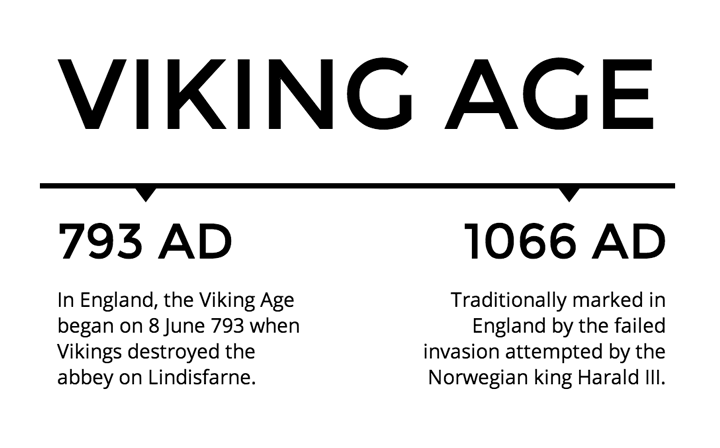 VIKING AGE
793 AD
In England, the Viking Age
began on 8 June 793 when
Vikings destroyed the
abbey on Lindisfarne.
1066 AD
Traditionally marked in
England by the failed
invasion attempted by the
Norwegian king Harald III.